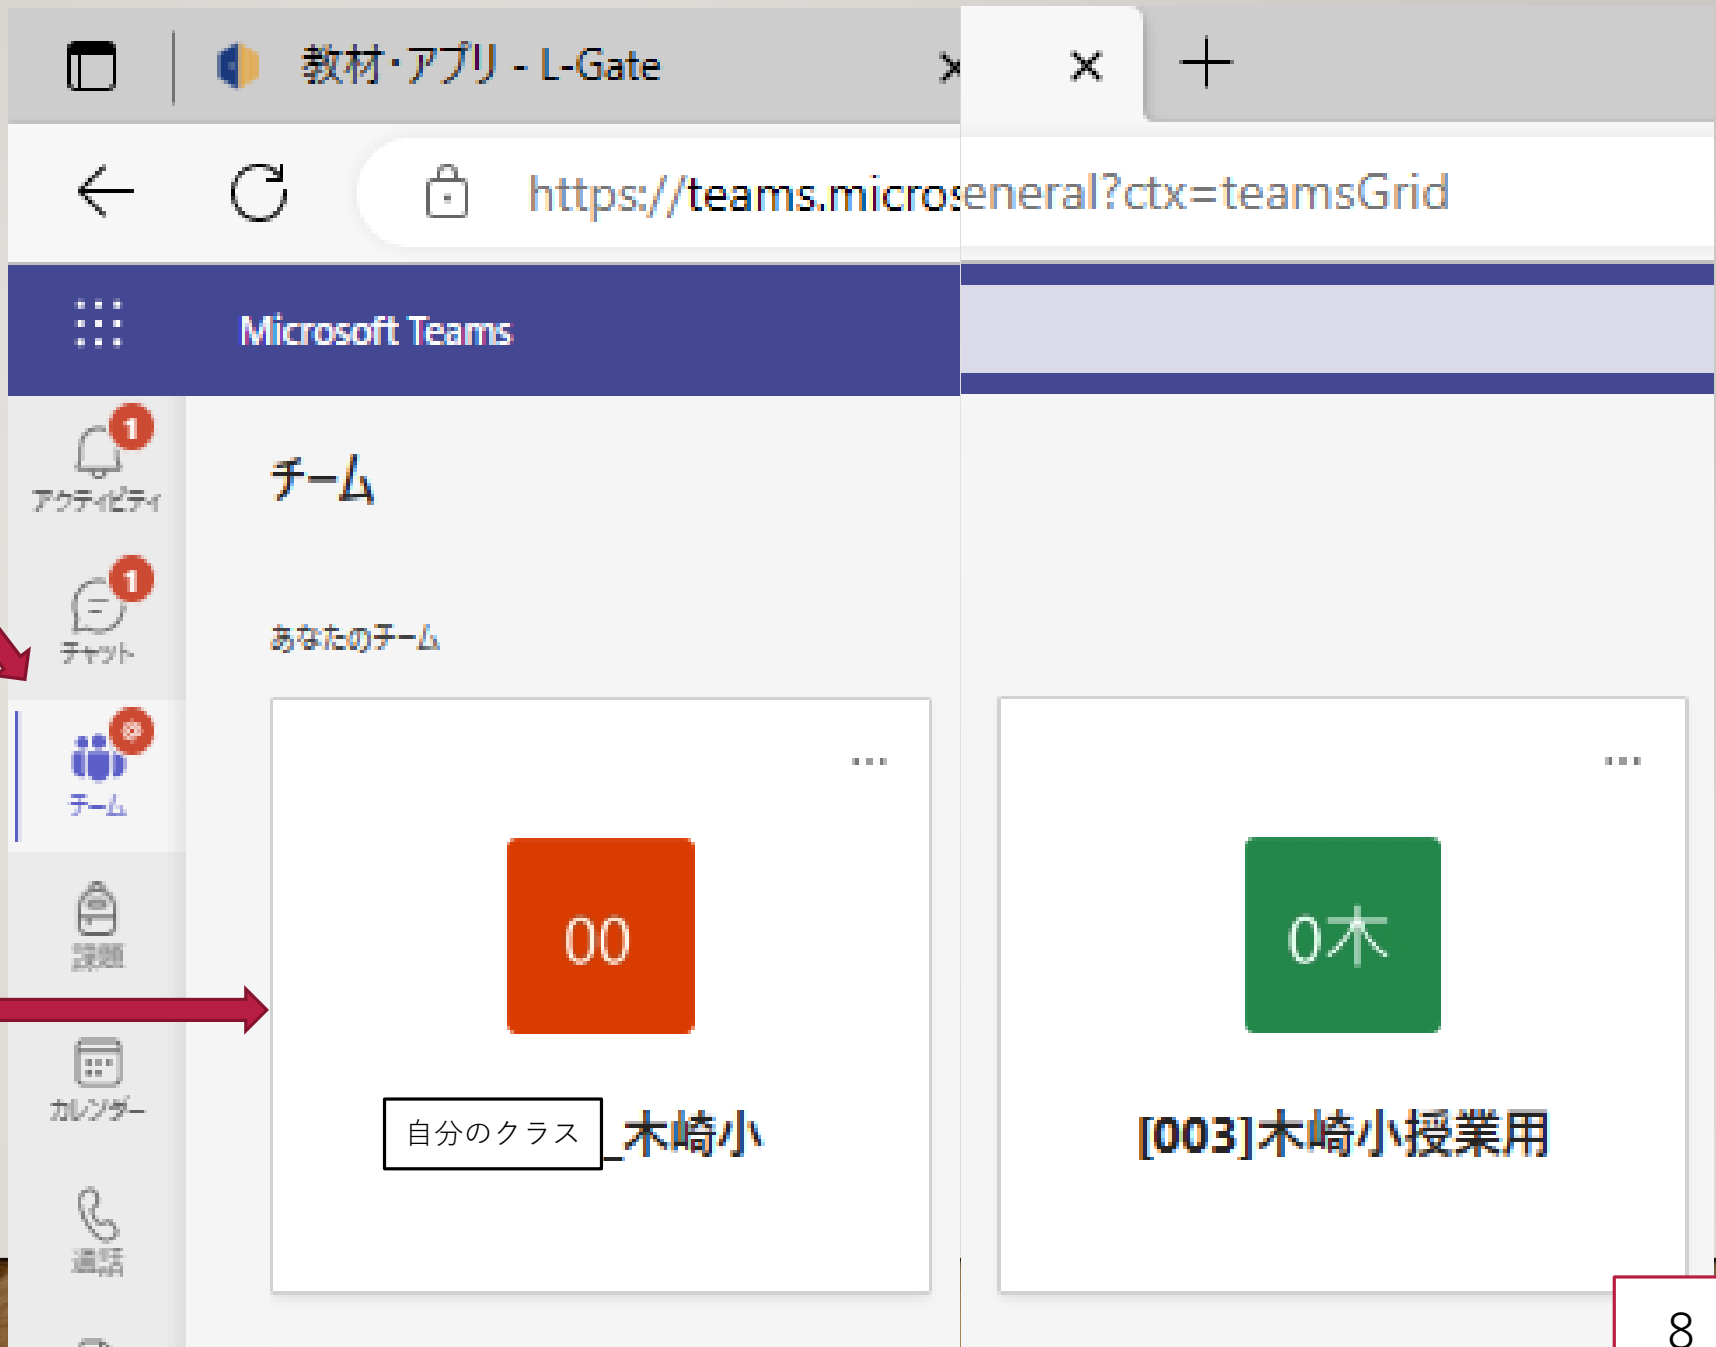 教材・アプリ - L-Gate
https://teams.micros
eneral?ctx=teamsGrid
Microsoft Teams
1
アクティビティ
チーム
1
チャット
あなたのチーム
チーム
課題
カレンダー
通話
00
自分のクラス
_木崎小
0木
[003]木崎小授業用
8